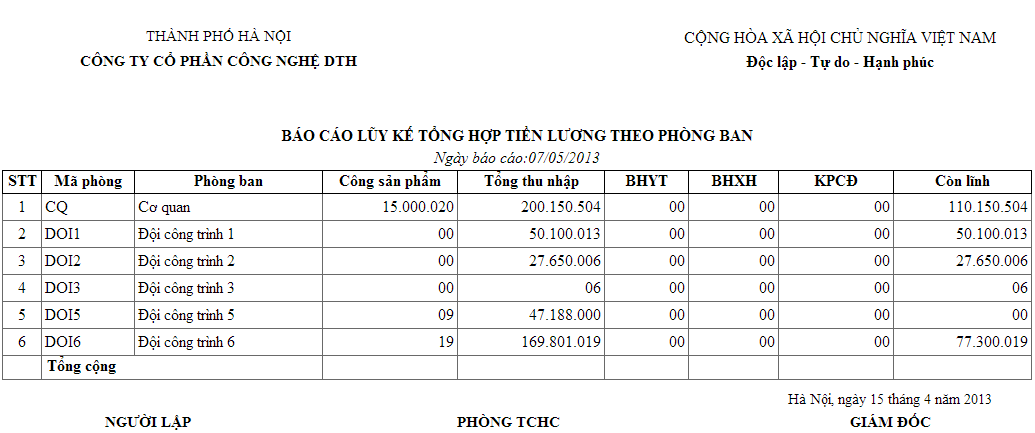 THÀNH PHỐ HÀ NỘI
CỘNG HÒA XÃ HỘI CHỦ NGHĨA VIỆT NAM
CÔNG TY CỔ PHẦN CÔNG NGHỆ DTH
Độc lập - Tự do - Hạnh phúc
BÁO CÁO LŨY KẾ TỔNG HỢP TIỀN LƯƠNG THEO PHÒNG BAN
Ngày báo cáo:07/05/2013
STT Mã phòng Phòng ban Công sản phẩm Tổng thu nhập BHYT BHXH KPCĐ Còn lĩnh
1 CQ Cơ quan 15.000.020 200.150.504 00 00 00 110.150.504
2 DOI1 Đội công trình 1 00 50.100.013 00 00 00 50.100.013
3 DOI2 Đội công trình 2 00 27.650.006 00 00 00 27.650.006
4 DOI3 Đội công trình 3 00 06 00 00 00 06
5 DOI5 Đội công trình 5 09 47.188.000 00 00 00 00
6 DOI6 Đội công trình 6 19 169.801.019 00 00 00 77.300.019
Tổng cộng
Hà Nội, ngày 15 tháng 4 năm 2013
NGƯỜI LẬP PHÒNG TCHC GIÁM ĐỐC